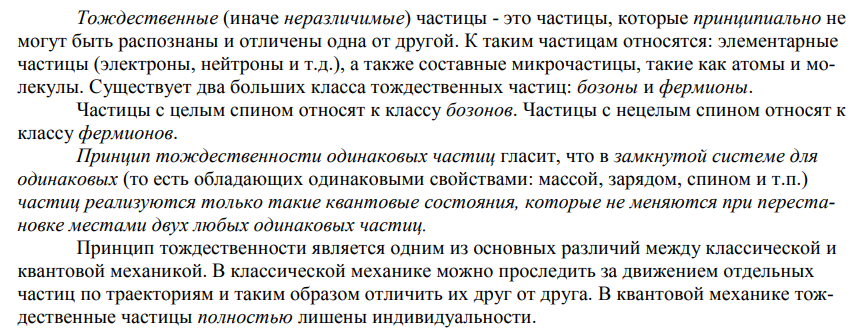 Тождественные (иначе неразличимые) частицы - это частицы, которые принципиально не
могут быть распознаны и отличены одна от другой. К таким частицам относятся: элементарные
частицы (электроны, нейтроны и т.д.), а также составные микрочастицы, такие как атомы и мо-
лекулы. Существует два больших класса тождественных частиц: бозоны и фермионы.
Частицы с целым спином относят к классу бозонов. Частицы с нецелым спином относят к
классу фермионов.
Принцип тождественности одинаковых частиц гласит, что в замкнутой системе для
одинаковых (то есть обладающих одинаковыми свойствами: массой, зарядом, спином и т.п.)
частиц реализуются только такие квантовые состояния, которые не меняются при переста-
новке местами двух любых одинаковых частиц.
Принцип тождественности является одним из основных различий между классической и
квантовой механикой. В классической механике можно проследить за движением отдельных
частиц по траекториям и таким образом отличить их друг от друга. В квантовой механике тож-
дественные частицы полностью лишены индивидуальности.